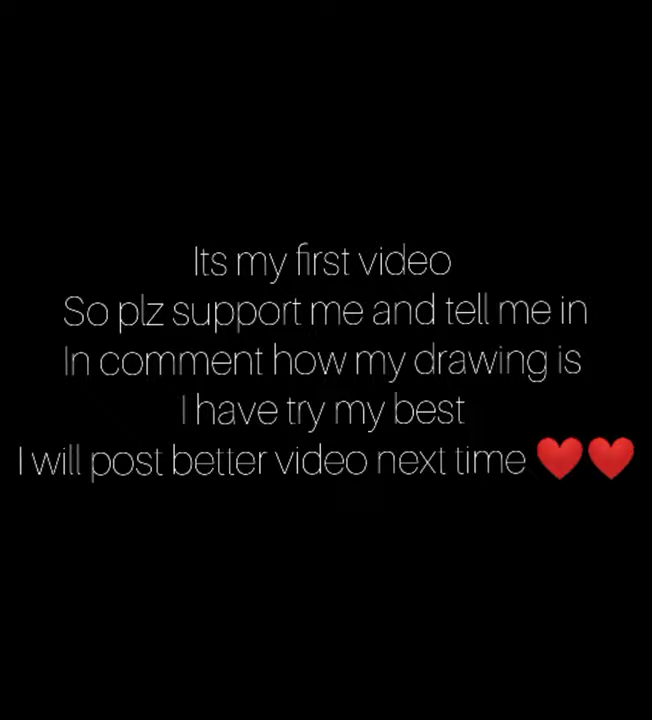 Its my first video
So plz support me and tell me in
In comment how my drawing is
I have try my best
I will post better video next time ❤️❤️